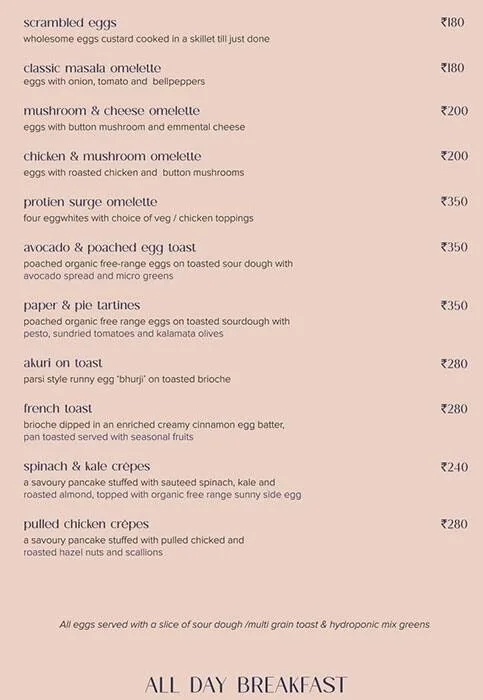 scrambled eggs ₹180
wholesome eggs custard cooked in a skillet till just done
classic masala omelette ₹180
eggs with onion, tomato and bellpeppers
mushroom & cheese omelette ₹200
eggs with button mushroom and emmental cheese
chicken & mushroom omelette ₹200
eggs with roasted chicken and button mushrooms
protien surge omelette ₹350
four eggwhites with choice of veg / chicken toppings
avocado & poached egg toast ₹350
poached organic free-range eggs on toasted sour dough with
avocado spread and micro greens
paper & pie tartines ₹350
poached organic free range eggs on toasted sourdough with
pesto, sundried tomatoes and kalamata olives
akuri on toast ₹280
parsi style runny egg 'bhurji' on toasted brioche
french toast ₹280
brioche dipped in an enriched creamy cinnamon egg batter,
pan toasted served with seasonal fruits
spinach & kale crêpes ₹240
a savoury pancake stuffed with sauteed spinach, kale and
roasted almond, topped with organic free range sunny side egg
pulled chicken crêpes ₹280
a savoury pancake stuffed with pulled chicked and
roasted hazel nuts and scallions
All eggs served with a slice of sour dough /multi grain toast & hydroponic mix greens
ALL DAY BREAKFAST